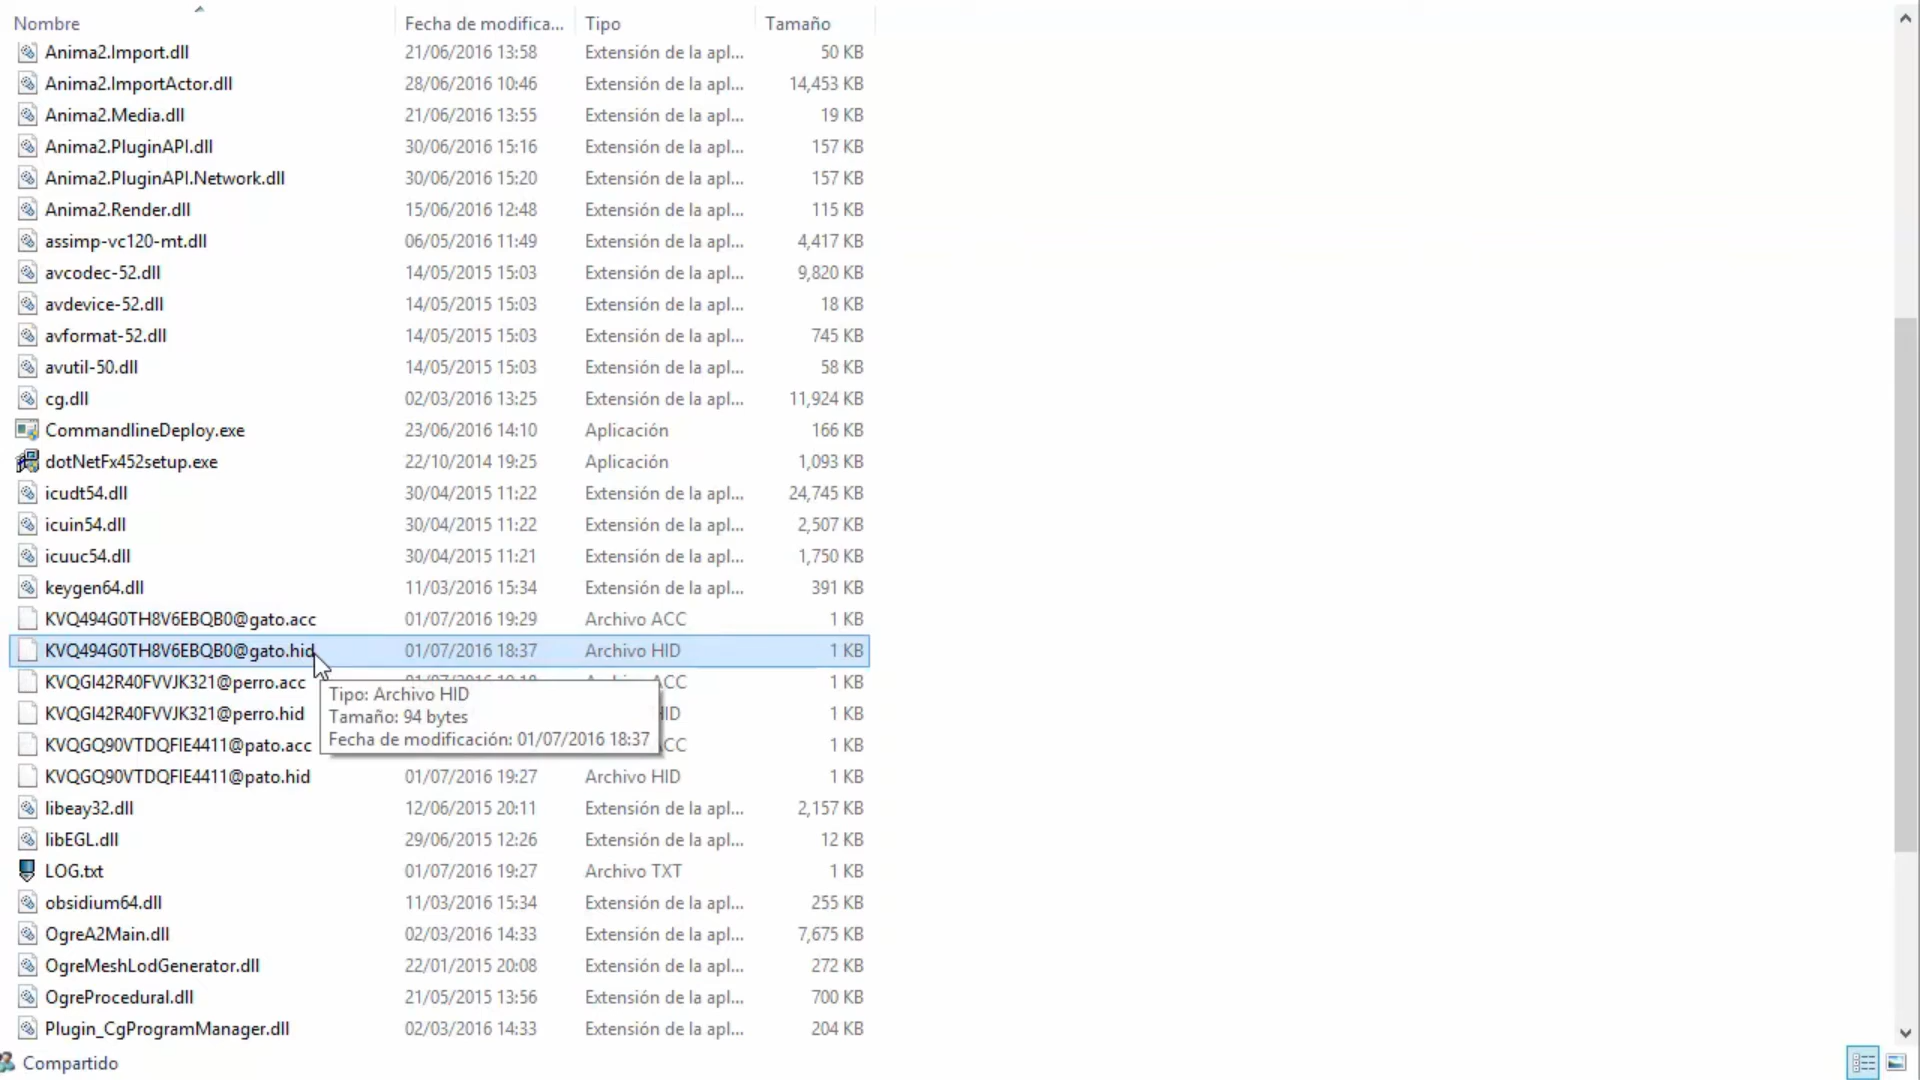 Nombre Fecha de modifica... Tipo Tamaño
Anima2.Import.dll 21/06/2016 13:58 Extensión de la apl... 50 KB
Anima2.ImportActor.dll 28/06/2016 10:46 Extensión de la apl... 14,453 KB
Anima2.Media.dll 21/06/2016 13:55 Extensión de la apl... 19 KB
Anima2.PluginAPI.dll 30/06/2016 15:16 Extensión de la apl... 157 KB
Anima2.PluginAPI.Network.dll 30/06/2016 15:20 Extensión de la apl... 157 KB
Anima2.Render.dll 15/06/2016 12:48 Extensión de la apl... 115 KB
assimp-vc120-mt.dll 06/05/2016 11:49 Extensión de la apl... 4,417 KB
avcodec-52.dll 14/05/2015 15:03 Extensión de la apl... 9,820 KB
avdevice-52.dll 14/05/2015 15:03 Extensión de la apl... 18 KB
avformat-52.dll 14/05/2015 15:03 Extensión de la apl... 745 KB
avutil-50.dll 14/05/2015 15:03 Extensión de la apl... 58 KB
cg.dll 02/03/2016 13:25 Extensión de la apl... 11,924 KB
CommandlineDeploy.exe 23/06/2016 14:10 Aplicación 166 KB
dotNetFx452setup.exe 22/10/2014 19:25 Aplicación 1,093 KB
icudt54.dll 30/04/2015 11:22 Extensión de la apl... 24,745 KB
icuin54.dll 30/04/2015 11:22 Extensión de la apl... 2,507 KB
icuuc54.dll 30/04/2015 11:21 Extensión de la apl... 1,750 KB
keygen64.dll 11/03/2016 15:34 Extensión de la apl... 391 KB
KVQ494G0TH8V6EBQB0@gato.acc 01/07/2016 19:29 Archivo ACC 1 KB
KVQ494G0TH8V6EBQB0@gato.hid 01/07/2016 18:37 Archivo HID 1 KB
KVQGI42R40FVVJK321@perro.acc ACC 1 KB
Tipo: Archivo HID
KVQGI42R40FVVJK321@perro.hid HID 1 KB
Tamaño: 94 bytes
Fecha de modificación: 01/07/2016 18:37
KVQGQ90VTDQFIE4411@pato.acc ACC 1 KB
KVQGQ90VTDQFIE4411@pato.hid 01/07/2016 19:27 Archivo HID 1 KB
libeay32.dll 12/06/2015 20:11 Extensión de la apl... 2,157 KB
libEGL.dll 29/06/2015 12:26 Extensión de la apl... 12 KB
LOG.txt 01/07/2016 19:27 Archivo TXT 1 KB
obsidium64.dll 11/03/2016 15:34 Extensión de la apl... 255 KB
OgreA2Main.dll 02/03/2016 14:33 Extensión de la apl... 7,675 KB
OgreMeshLodGenerator.dll 22/01/2015 20:08 Extensión de la apl... 272 KB
OgreProcedural.dll 21/05/2015 13:56 Extensión de la apl... 700 KB
Plugin_CgProgramManager.dll 02/03/2016 14:33 Extensión de la apl... 204 KB
Compartido